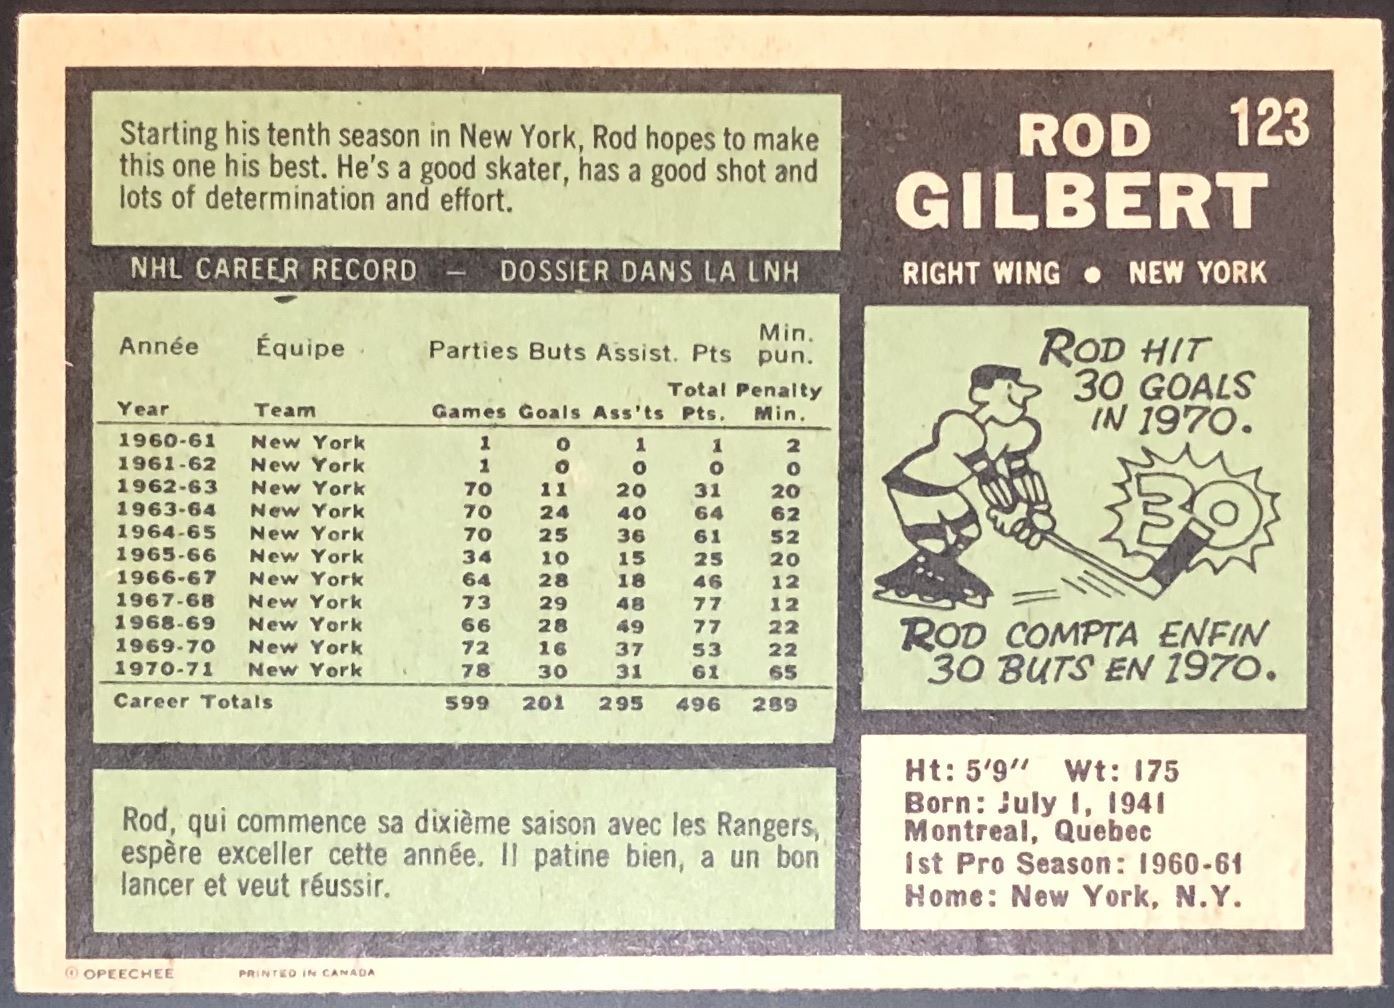 Starting his tenth season in New York, Rod hopes to make
this one his best. He's a good skater, has a good shot and
lots of determination and effort.
NHL CAREER RECORD — DOSSIER DANS LA LNH
Année Équipe Parties Buts Assist. Pts Min. pun.
Year Team Games Goals Ass'ts Total Pts. Penalty Min.
1960-61 New York 1 0 1 1 2
1961-62 New York 1 0 0 0 0
1962-63 New York 70 11 20 31 20
1963-64 New York 70 24 40 64 62
1964-65 New York 70 25 36 61 52
1965-66 New York 34 10 15 25 20
1966-67 New York 64 28 18 46 12
1967-68 New York 73 29 48 77 12
1968-69 New York 66 28 49 77 22
1969-70 New York 72 16 37 53 22
1970-71 New York 78 30 31 61 65
Career Totals 599 201 295 496 289
Rod, qui commence sa dixième saison avec les Rangers,
espère exceller cette année. Il patine bien, a un bon
lancer et veut réussir.
123
ROD
GILBERT
RIGHT WING ● NEW YORK
ROD HIT
30 GOALS
IN 1970.
30
ROD COMPTA ENFIN
30 BUTS EN 1970.
Ht: 5'9" Wt: 175
Born: July 1, 1941
Montreal, Quebec
1st Pro Season: 1960-61
Home: New York, N.Y.
© OPEECHEE PRINTED IN CANADA